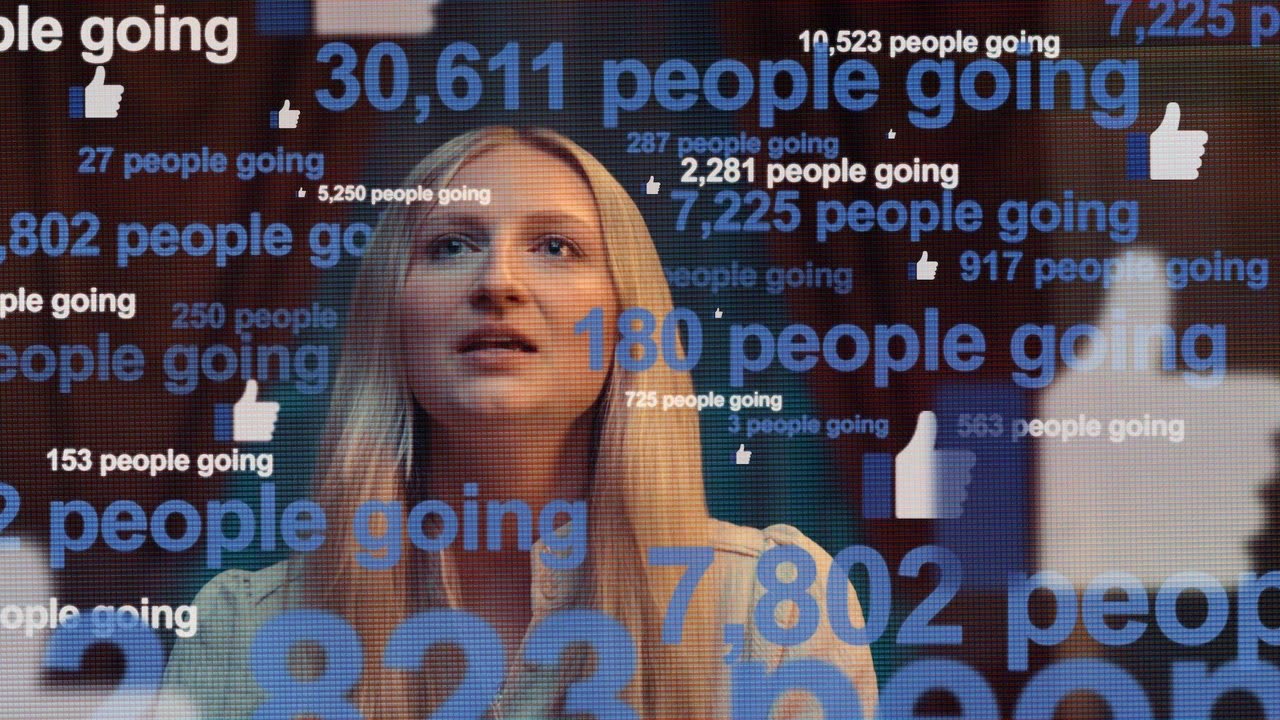 ple going
7,225 p
10,523 people going
30,611 people going
287 people going
27 people going
2,281 people going
5,250 people going
7,225 people going
,802 people go
people going
917 people going
ple going
250 people
180 people going
eople going
725 people going
3 people going
563 people going
153 people going
2 people going
7,802 peop
ople going
2,823 peop